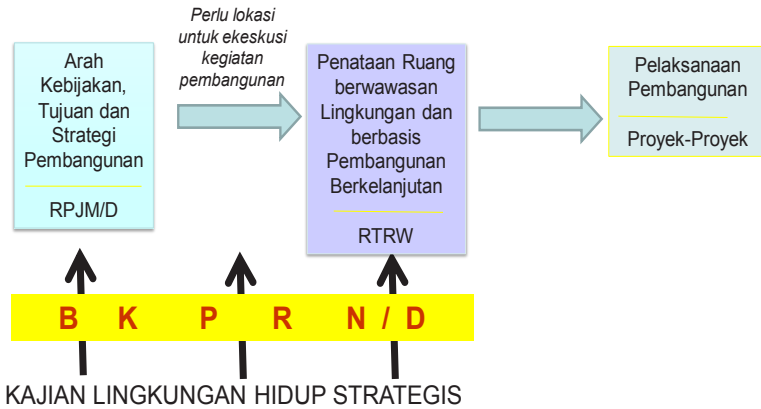 Perlu lokasi
untuk ekeskusi
kegiatan
pembangunan
Arah
Kebijakan,
Tujuan dan
Strategi
Pembangunan
RPJM/D
Penataan Ruang
berwawasan
Lingkungan dan
berbasis
Pembangunan
Berkelanjutan
RTRW
Pelaksanaan
Pembangunan
Proyek-Proyek
B K P R N / D
KAJIAN LINGKUNGAN HIDUP STRATEGIS